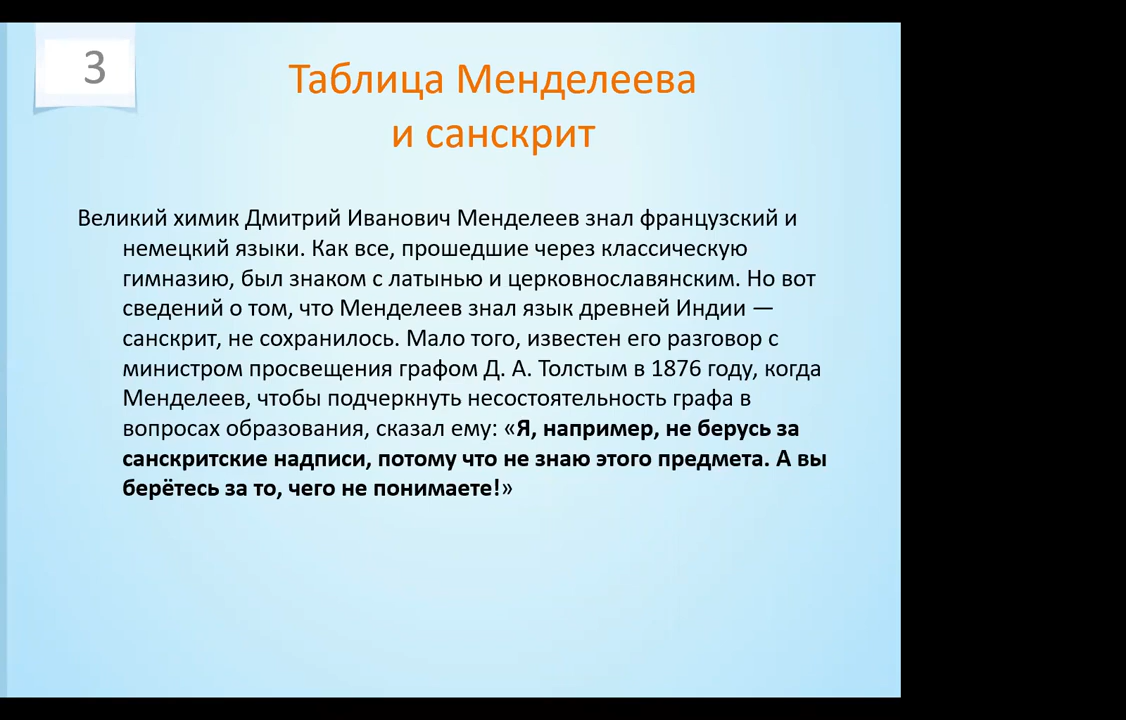 3
Таблица Менделеева
и санскрит
Великий химик Дмитрий Иванович Менделеев знал французский и
немецкий языки. Как все, прошедшие через классическую
гимназию, был знаком с латынью и церковнославянским. Но вот
сведений о том, что Менделеев знал язык древней Индии —
санскрит, не сохранилось. Мало того, известен его разговор с
министром просвещения графом Д. А. Толстым в 1876 году, когда
Менделеев, чтобы подчеркнуть несостоятельность графа в
вопросах образования, сказал ему: «Я, например, не берусь за
санскритские надписи, потому что не знаю этого предмета. А вы
берётесь за то, чего не понимаете!»